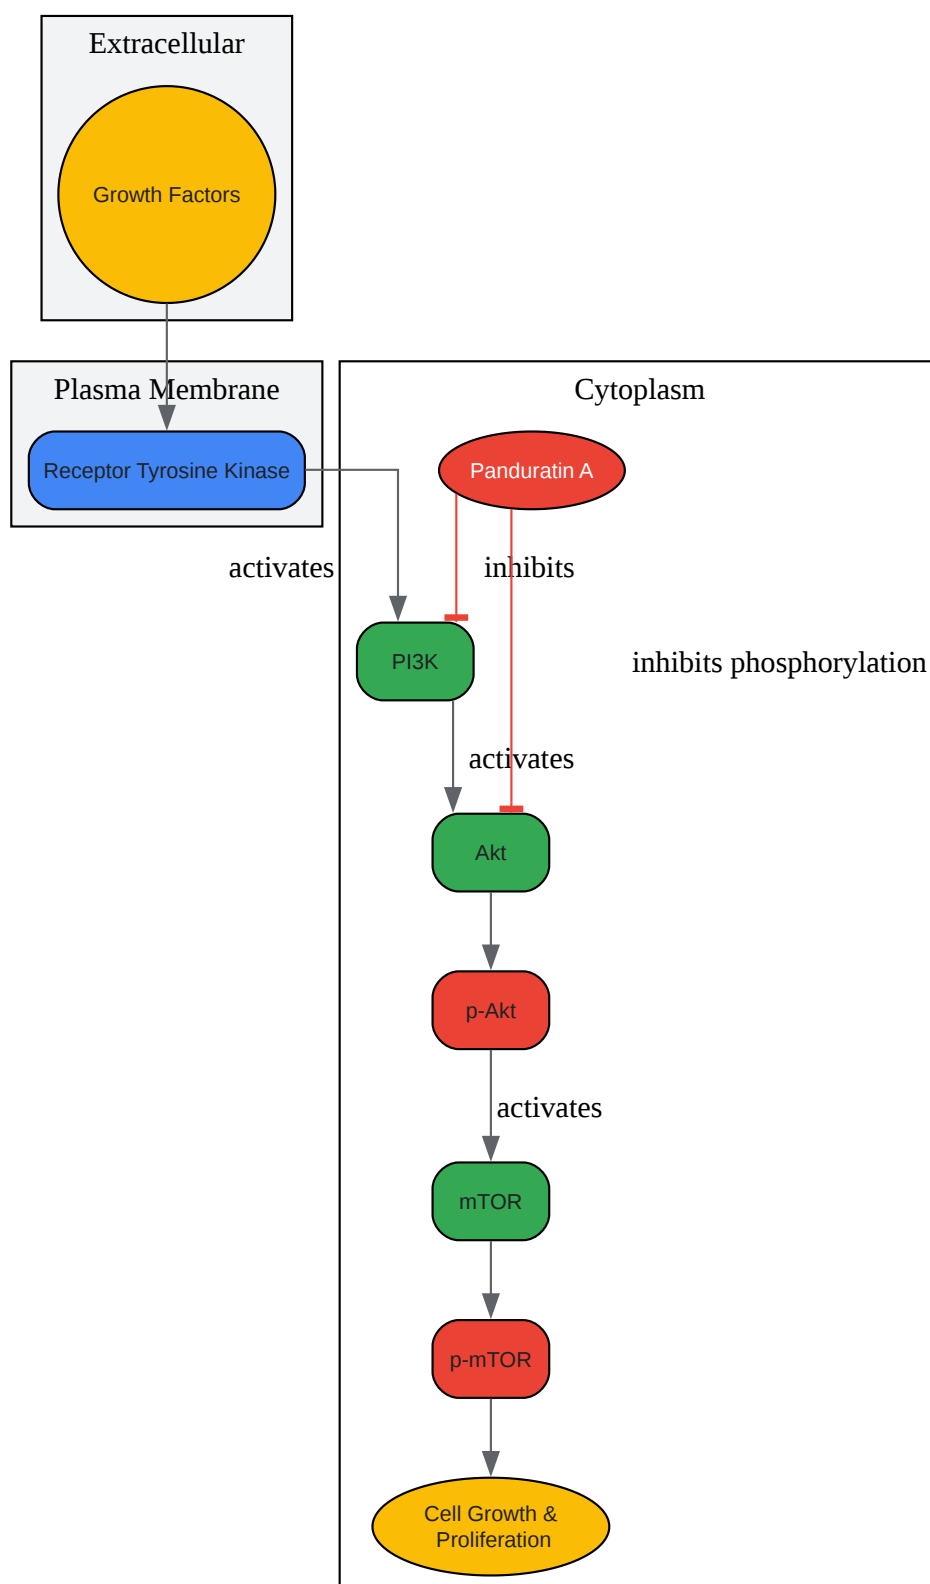 Extracellular
Growth Factors
Plasma Membrane
Cytoplasm
Receptor Tyrosine Kinase
Panduratin A
activates
inhibits
PI3K
inhibits phosphorylation
activates
Akt
p-Akt
activates
mTOR
p-mTOR
Cell Growth &
Proliferation